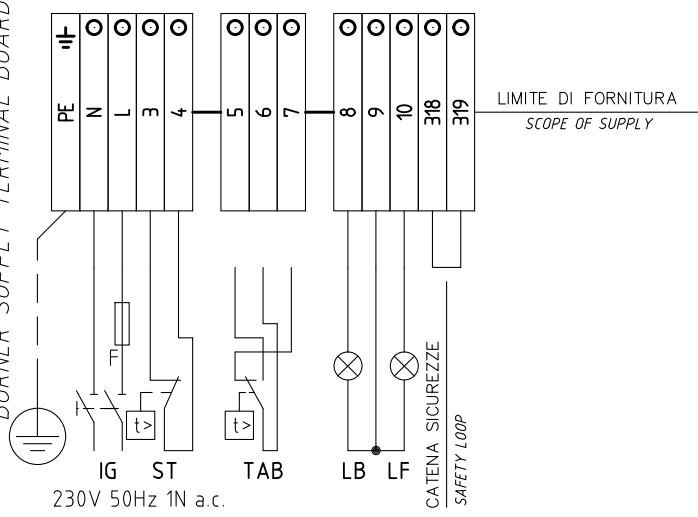 BURNER SUPPLY TERMINAL BOARD
PE N L 3 4 5 6 7 8 9 10 318 319
LIMITE DI FORNITURA
SCOPE OF SUPPLY
F
t>
t>
CATENA SICUREZZE
SAFETY LOOP
IG ST TAB LB LF
230V 50Hz 1N a.c.